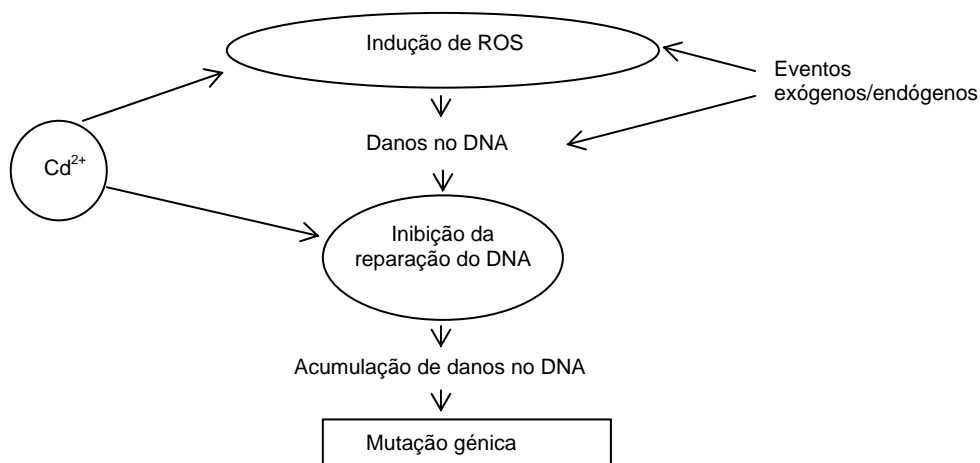 Indução de ROS
Eventos
exógenos/endógenos
Danos no DNA
Cd²⁺
Inibição da
reparação do DNA
Acumulação de danos no DNA
Mutação génica